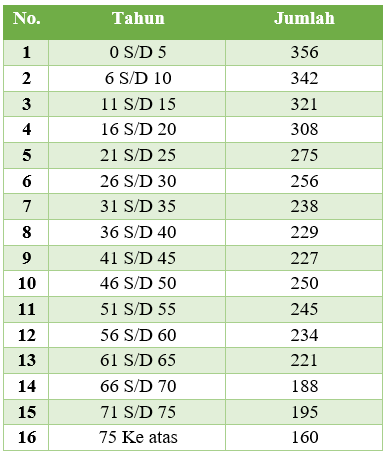 No. Tahun Jumlah
1 0 S/D 5 356
2 6 S/D 10 342
3 11 S/D 15 321
4 16 S/D 20 308
5 21 S/D 25 275
6 26 S/D 30 256
7 31 S/D 35 238
8 36 S/D 40 229
9 41 S/D 45 227
10 46 S/D 50 250
11 51 S/D 55 245
12 56 S/D 60 234
13 61 S/D 65 221
14 66 S/D 70 188
15 71 S/D 75 195
16 75 Ke atas 160